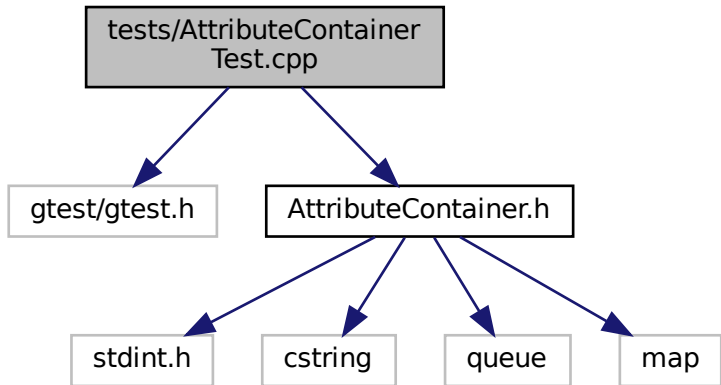 tests/AttributeContainer
Test.cpp
gtest/gtest.h
AttributeContainer.h
stdint.h
cstring
queue
map